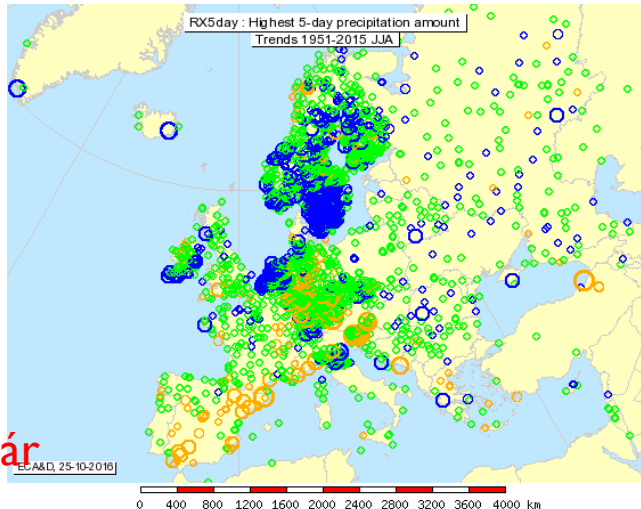 RX5day : Highest 5-day precipitation amount
Trends 1951-2015 JJA
ár
ECA&D, 25-10-2016
0 400 800 1200 1600 2000 2400 2800 3200 3600 4000 km